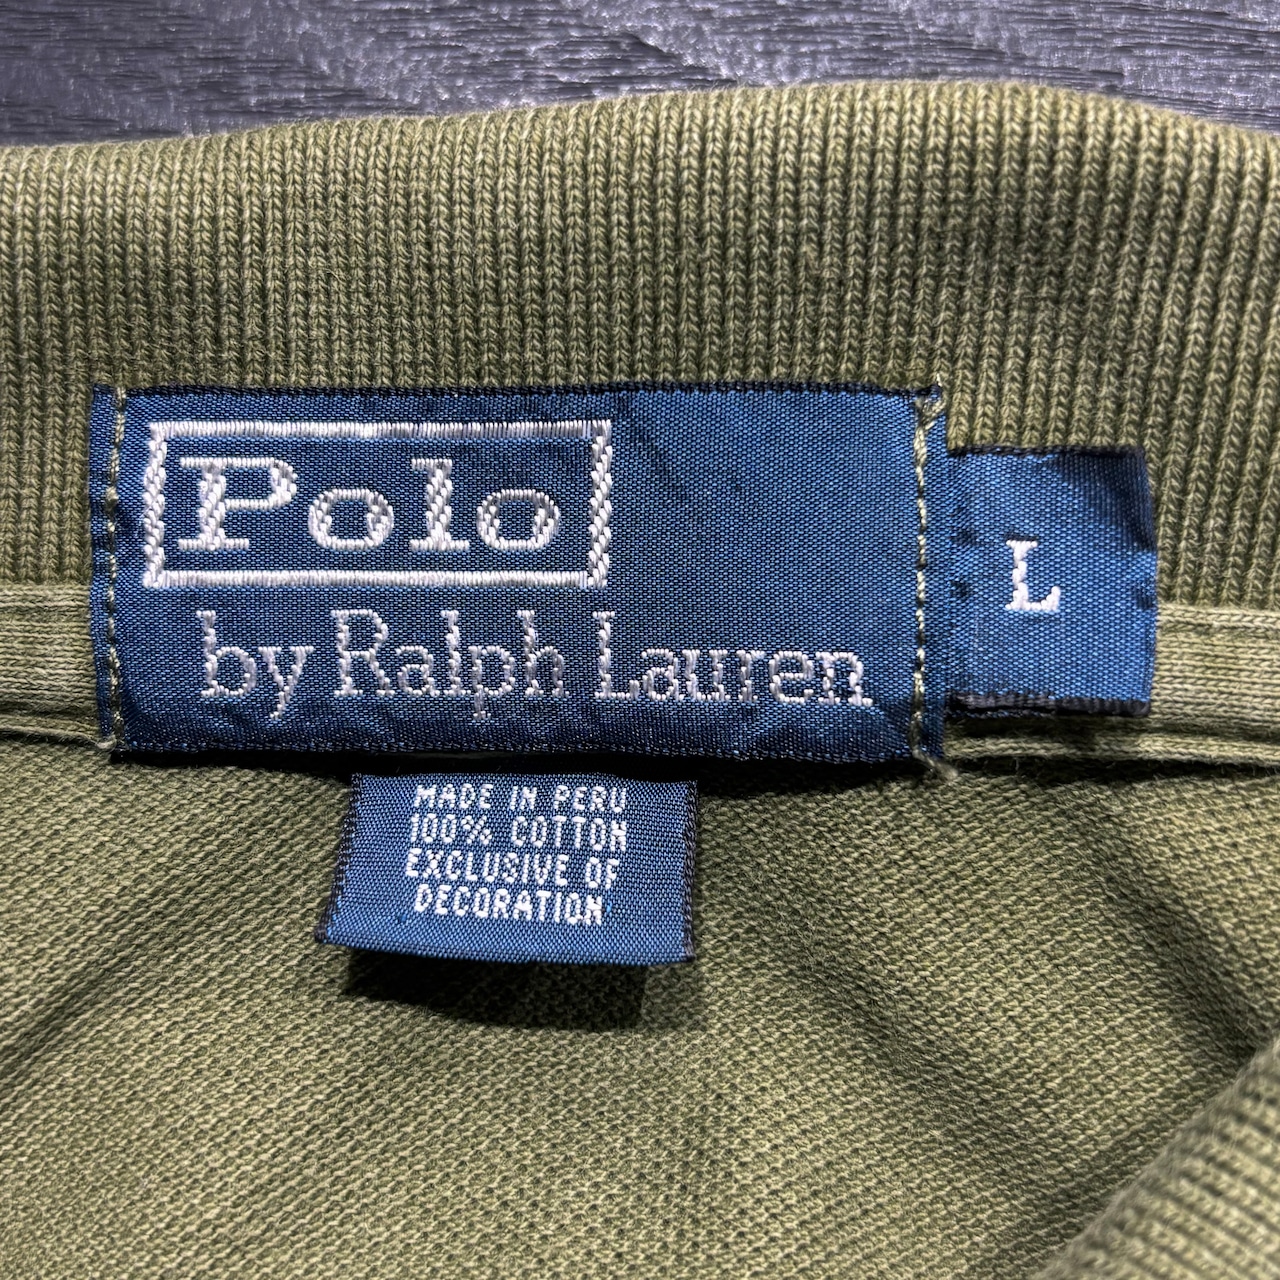 Polo
by Ralph Lauren
L
MADE IN PERU
100% COTTON
EXCLUSIVE OF
DECORATION